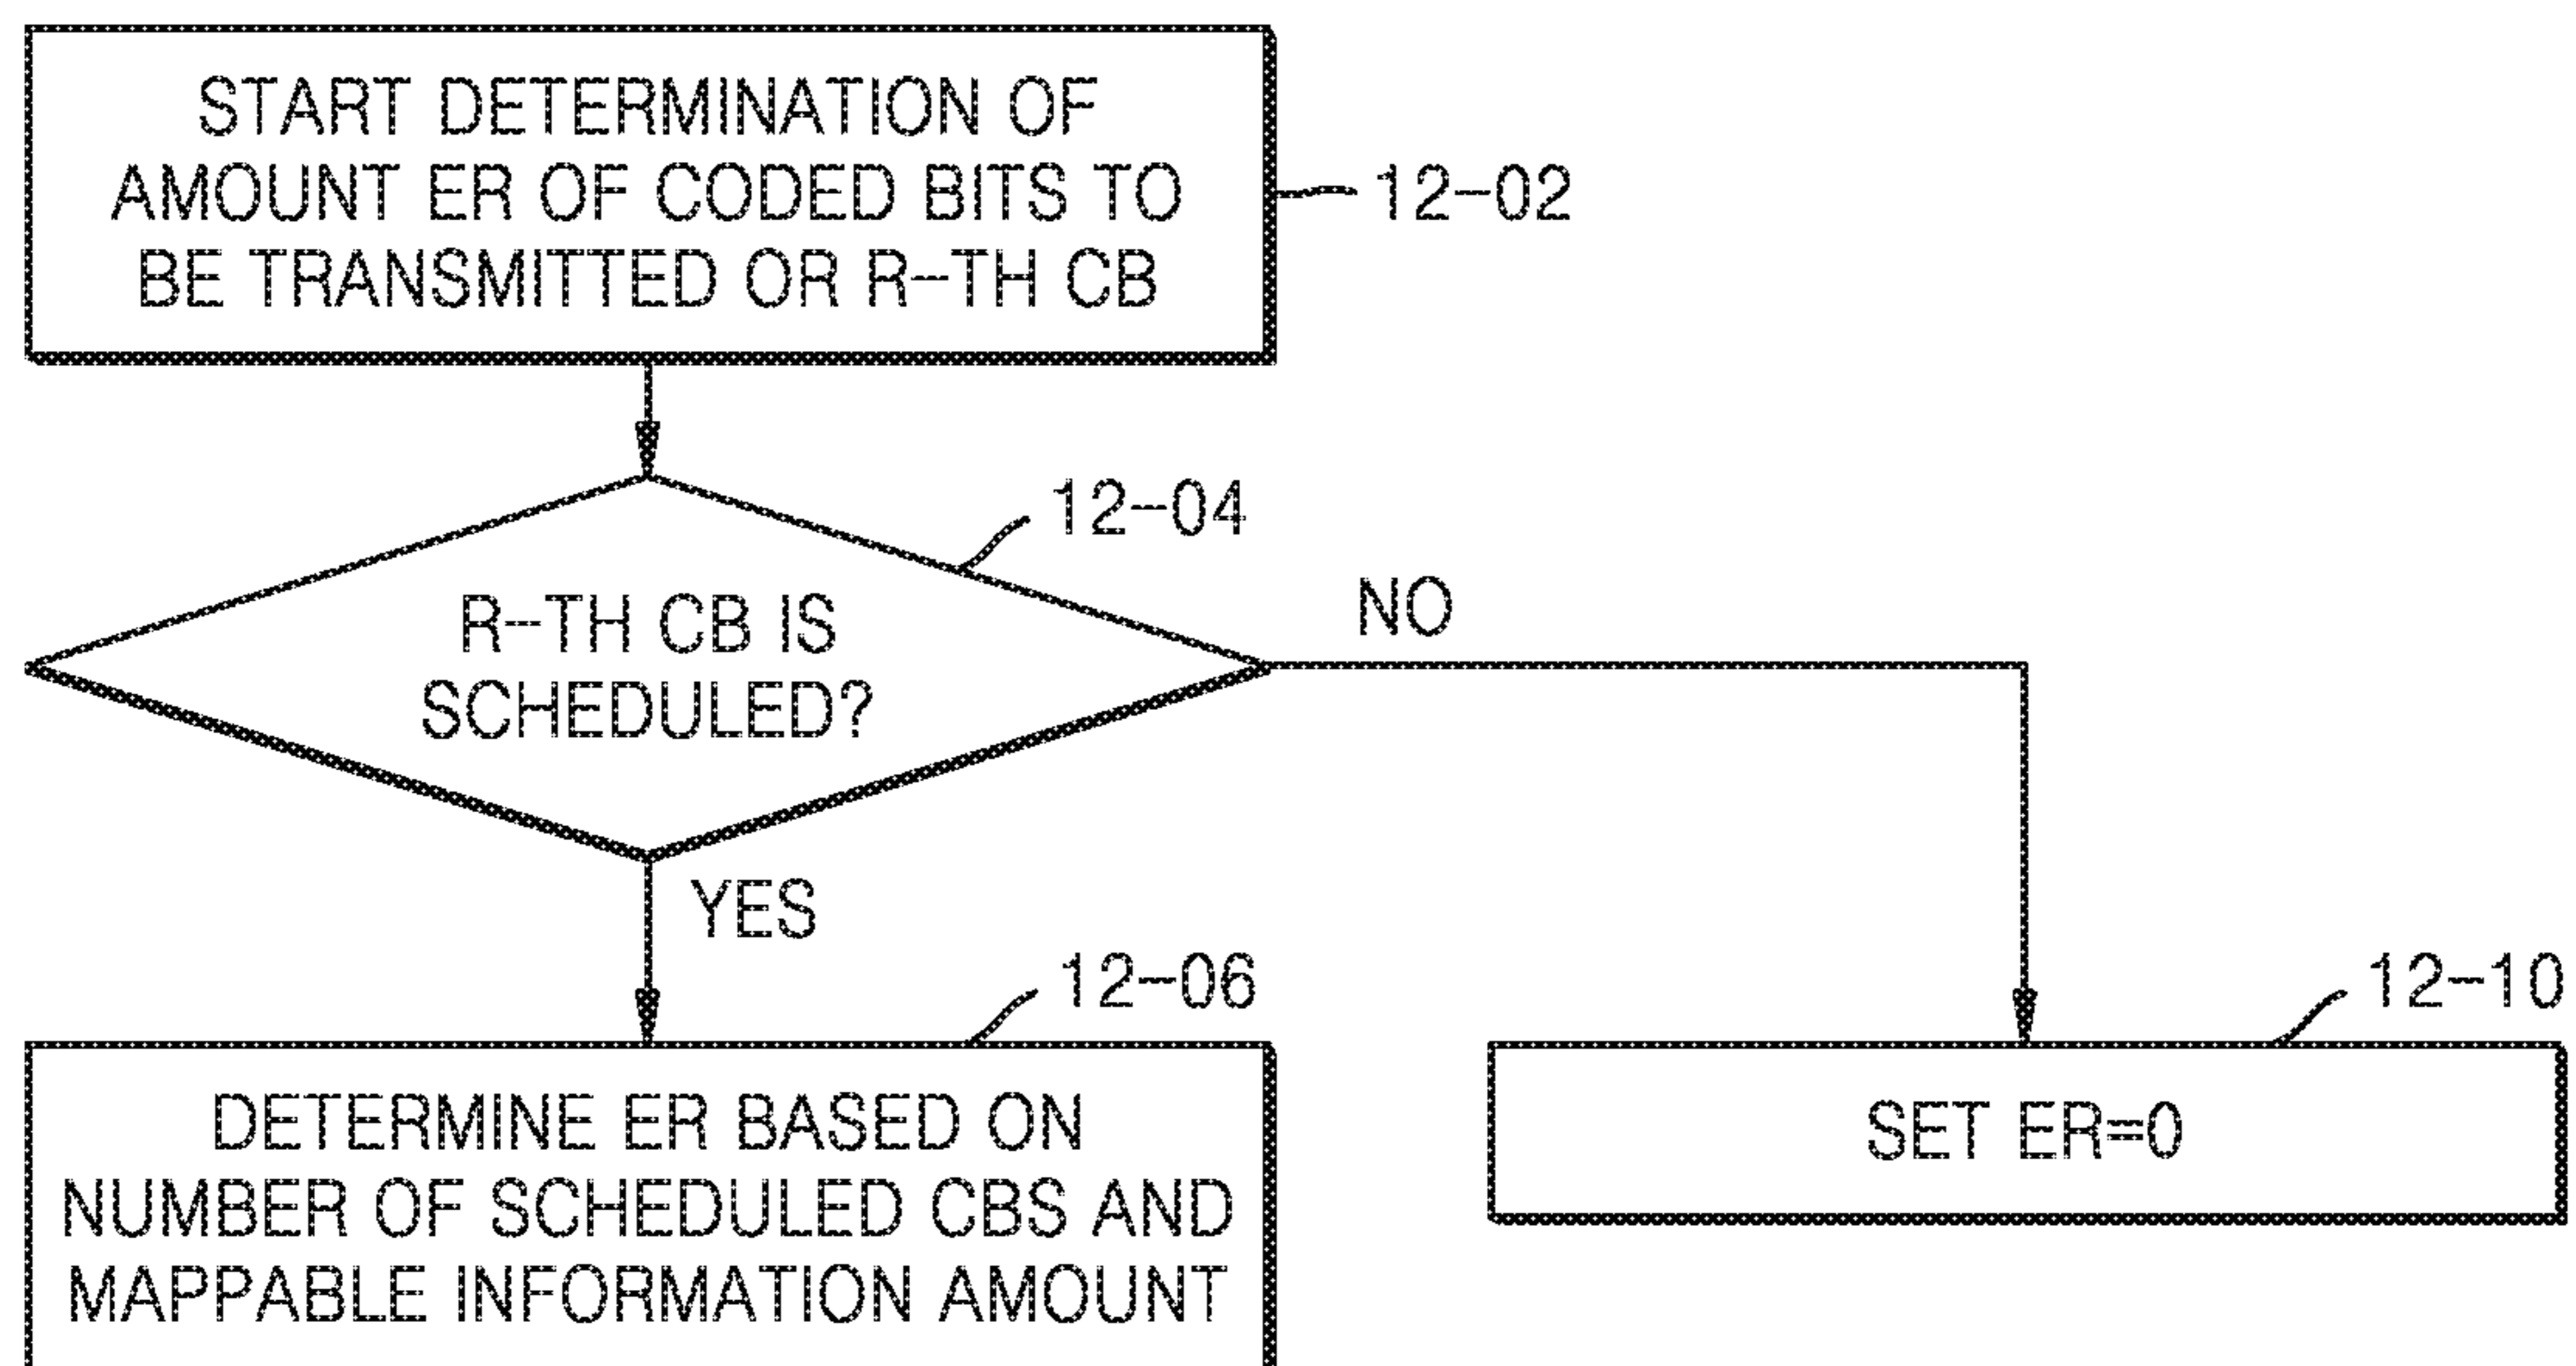 START DETERMINATION OF
AMOUNT ER OF CODED BITS TO
BE TRANSMITTED OR R-TH CB
12-02
12-04
R-TH CB IS
SCHEDULED?
NO
YES
12-06
DETERMINE ER BASED ON
NUMBER OF SCHEDULED CBS AND
MAPPABLE INFORMATION AMOUNT
12-10
SET ER=0